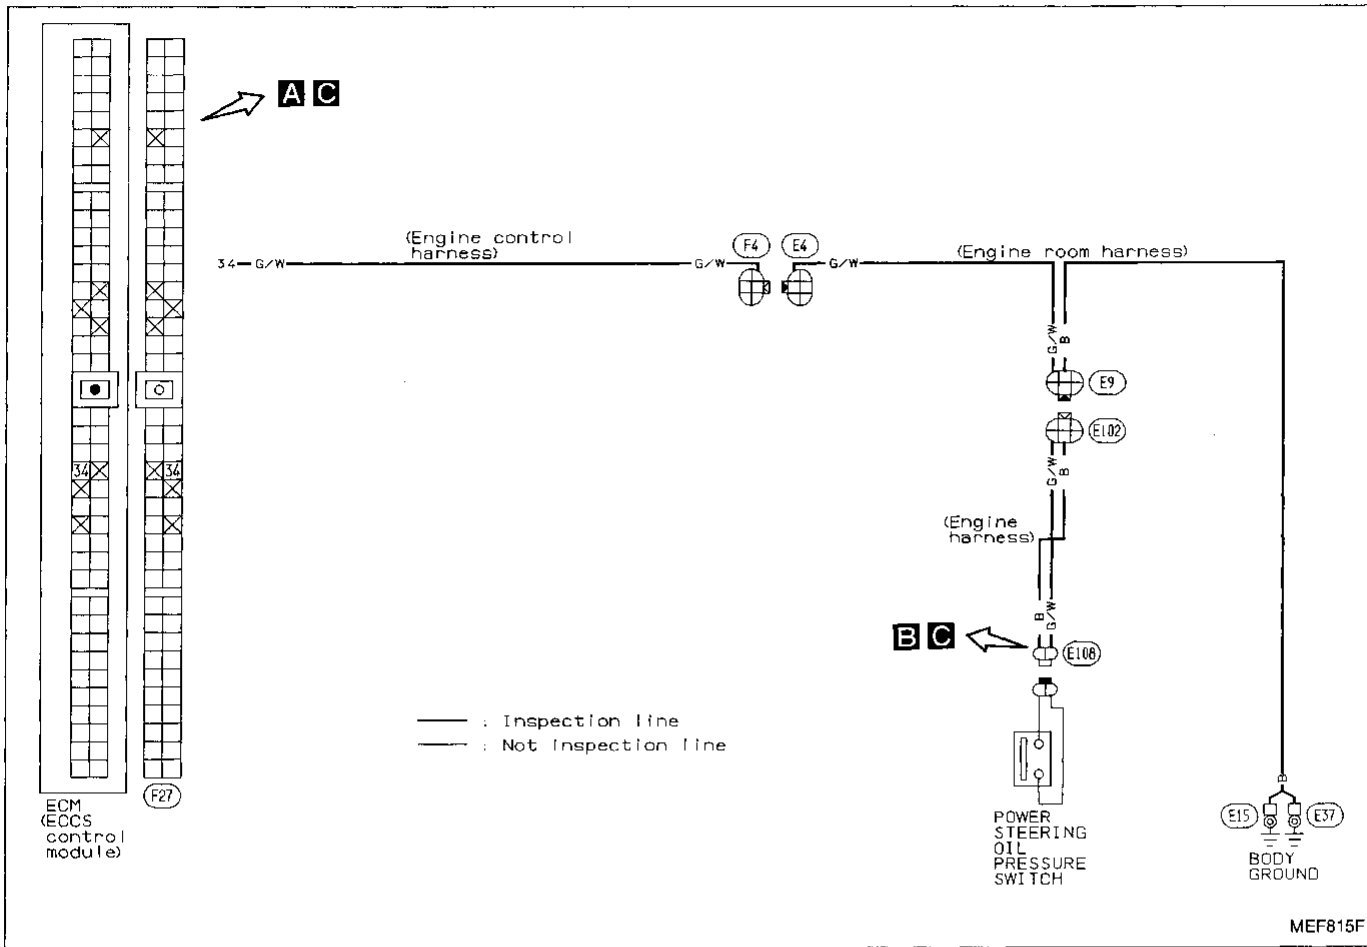 A C
(Engine control
harness)
F4 E4
(Engine room harness)
34 G/W G/W G/W
G/W B
E9
E102
34 34
G/W B
(Engine
harness)
B G/W
B C
E108
: Inspection line
: Not inspection line
B
ECM
(ECCS
control
module)
F27
POWER
STEERING
OIL
PRESSURE
SWITCH
E15 E37
BODY
GROUND
MEF815F